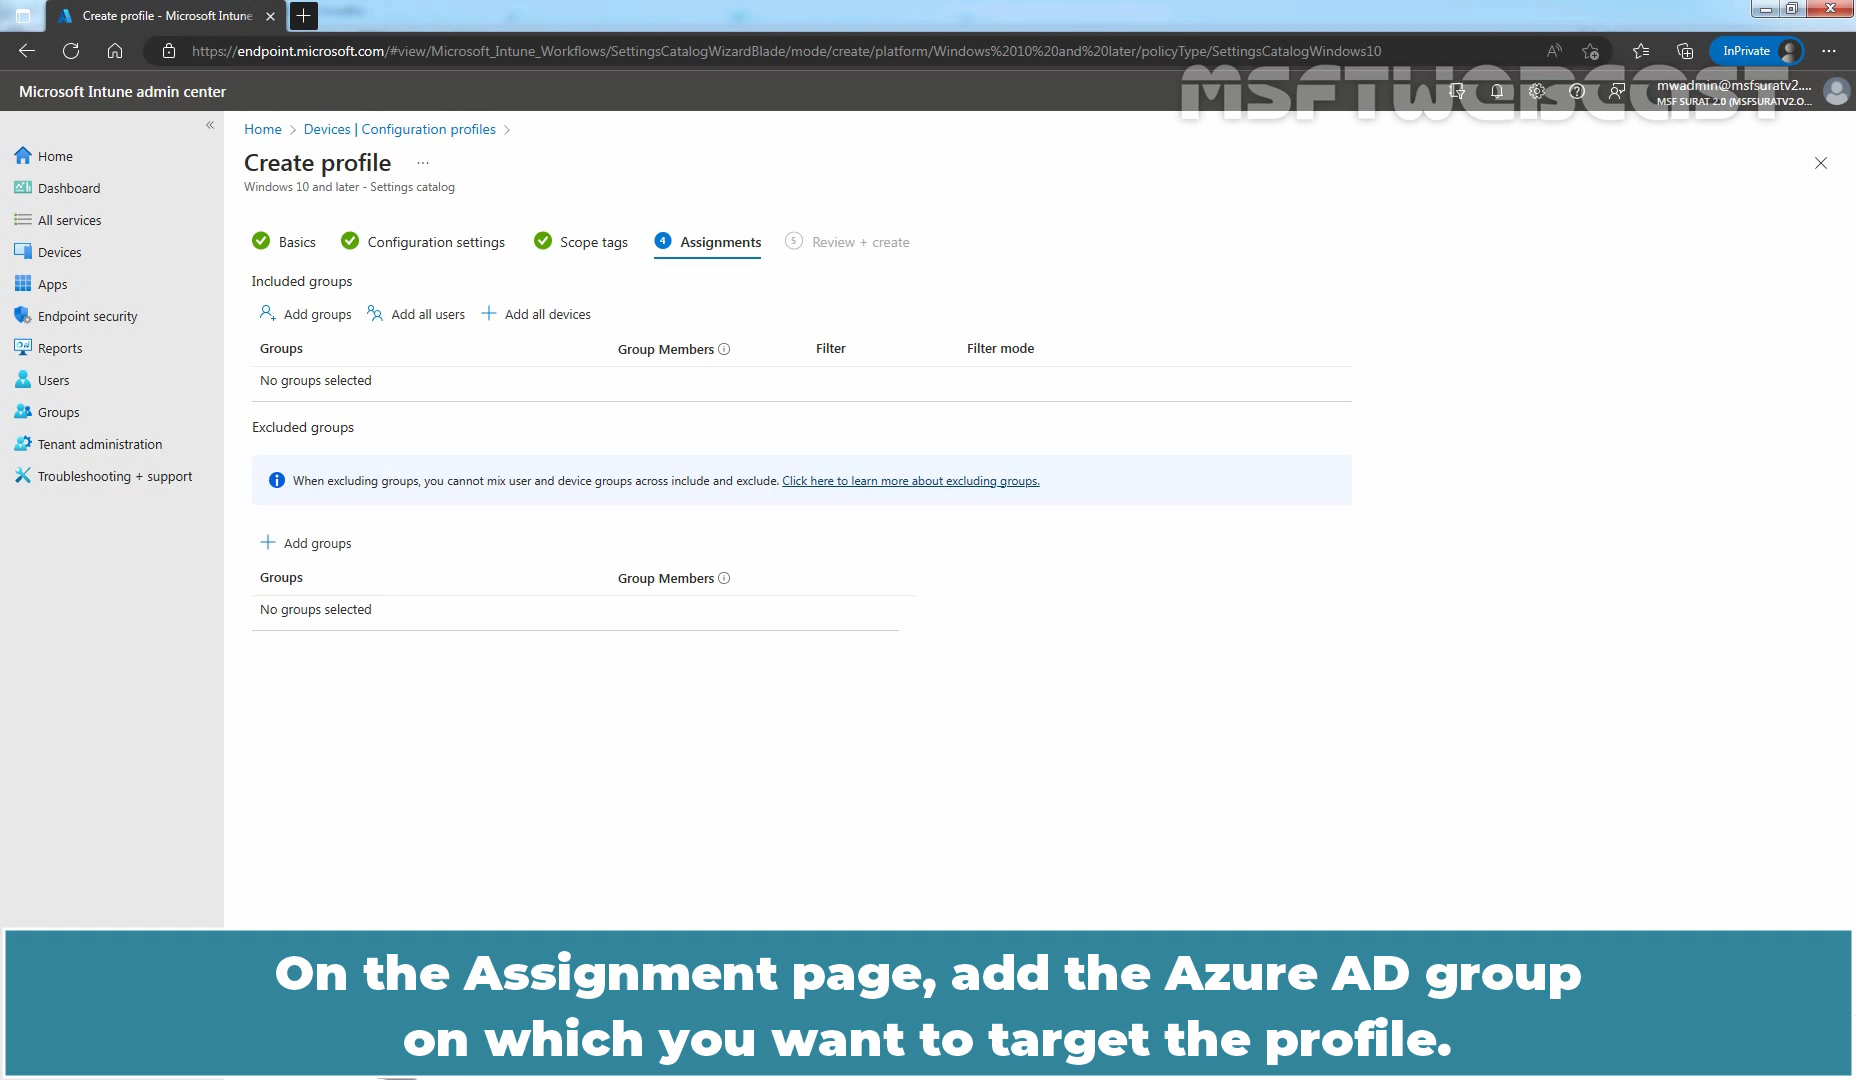 Create profile - Microsoft Intune
https://endpoint.microsoft.com/#view/Microsoft_Intune_Workflows/SettingsCatalogWizardBlade/mode/create/platform/Windows%2010%20and%20later/policyType/SettingsCatalogWindows10
InPrivate
Microsoft Intune admin center
MSFTWEBCAST
mwadmin@msfsuratv2....
MSF SURAT 2.0 (MSFSURATV2.O...
Home
Dashboard
All services
Devices
Apps
Endpoint security
Reports
Users
Groups
Tenant administration
Troubleshooting + support
Home > Devices | Configuration profiles >
Create profile ...
Windows 10 and later - Settings catalog
Basics Configuration settings Scope tags 4 Assignments 5 Review + create
Included groups
Add groups Add all users Add all devices
Groups Group Members Filter Filter mode
No groups selected
Excluded groups
When excluding groups, you cannot mix user and device groups across include and exclude. Click here to learn more about excluding groups.
Add groups
Groups Group Members
No groups selected
On the Assignment page, add the Azure AD group
on which you want to target the profile.